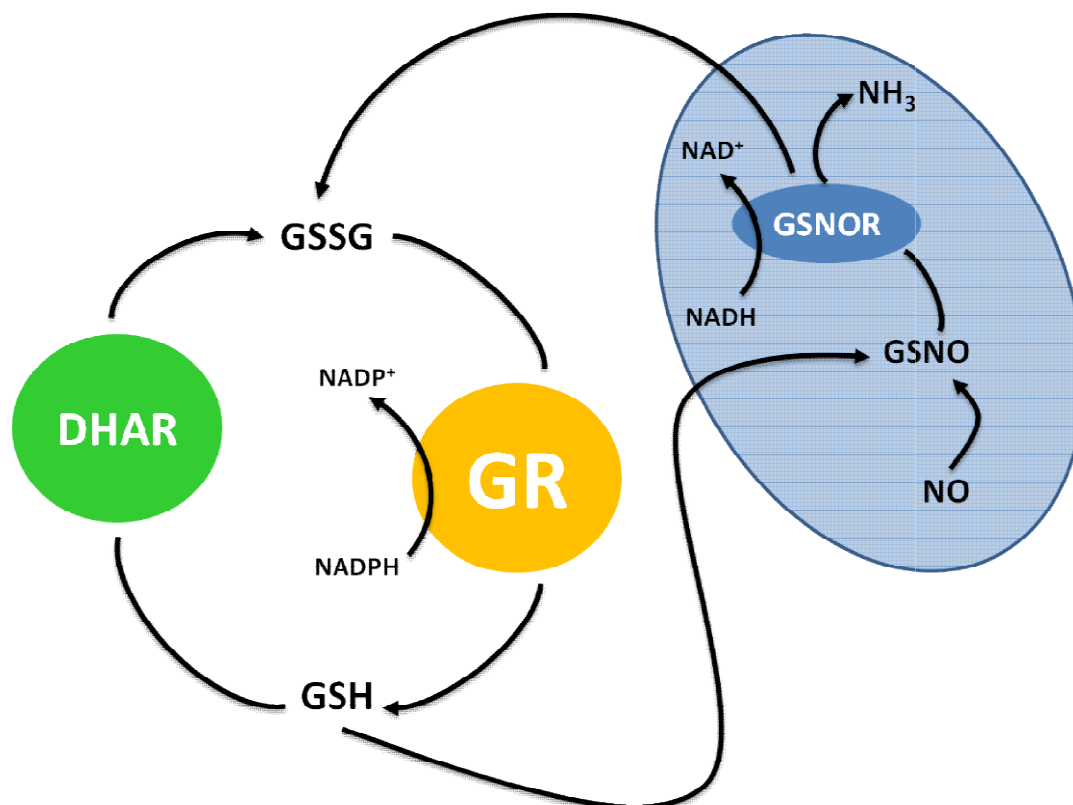 NH₃
NAD⁺
GSNOR
GSSG
NADH
GSNO
NADP⁺
DHAR
GR
NO
NADPH
GSH